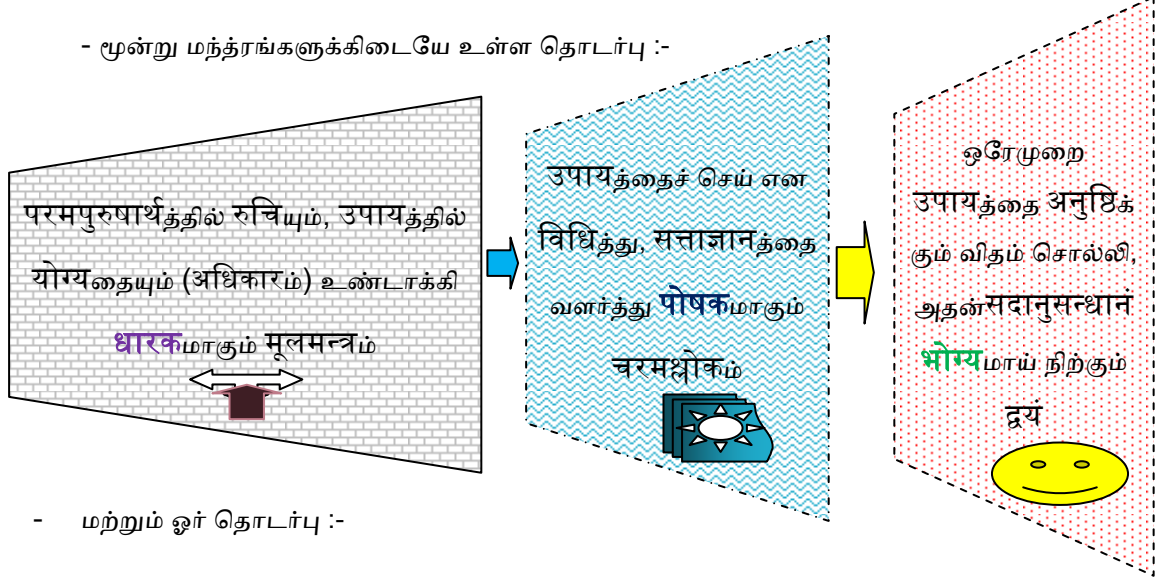 - மூன்று மந்த்ரங்களுக்கிடையே உள்ள தொடர்பு :-
परमपुरुषार्थத்தில் रुचिயும், उपायத்தில்
योग्यதையும் (अधिकारம்) உண்டாக்கி
धारकமாகும் मूलमन्त्रம்
उपायத்தைச் செய் என
विधिத்து, सत्ताज्ञानத்தை
வளர்த்து पोषकமாகும்
चरमश्लोकம்
ஒரேமுறை
उपायத்தை अनुष्ठिக்
கும் விதம் சொல்லி,
அதன்सदानुसन्धानं
भोग्यமாய் நிற்கும்
द्वयं
- மற்றும் ஓர் தொடர்பு :-